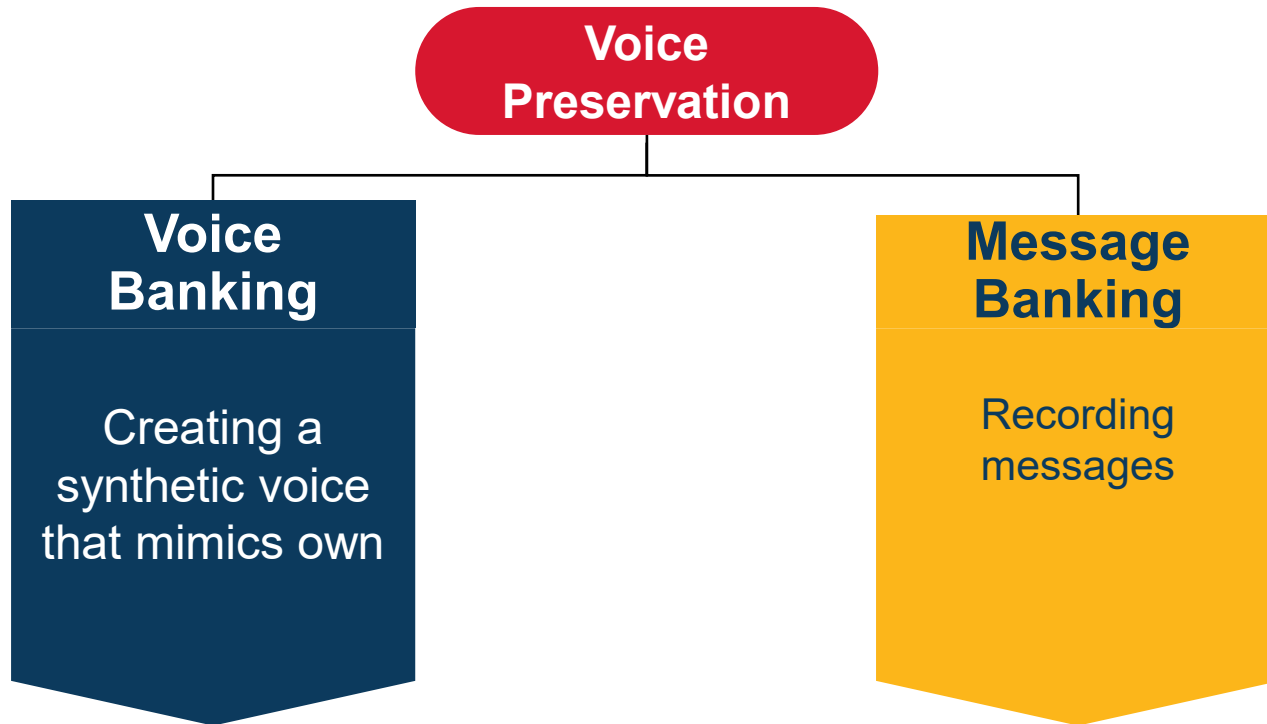 Voice
Preservation
Voice
Banking
Creating a
synthetic voice
that mimics own
Message
Banking
Recording
messages